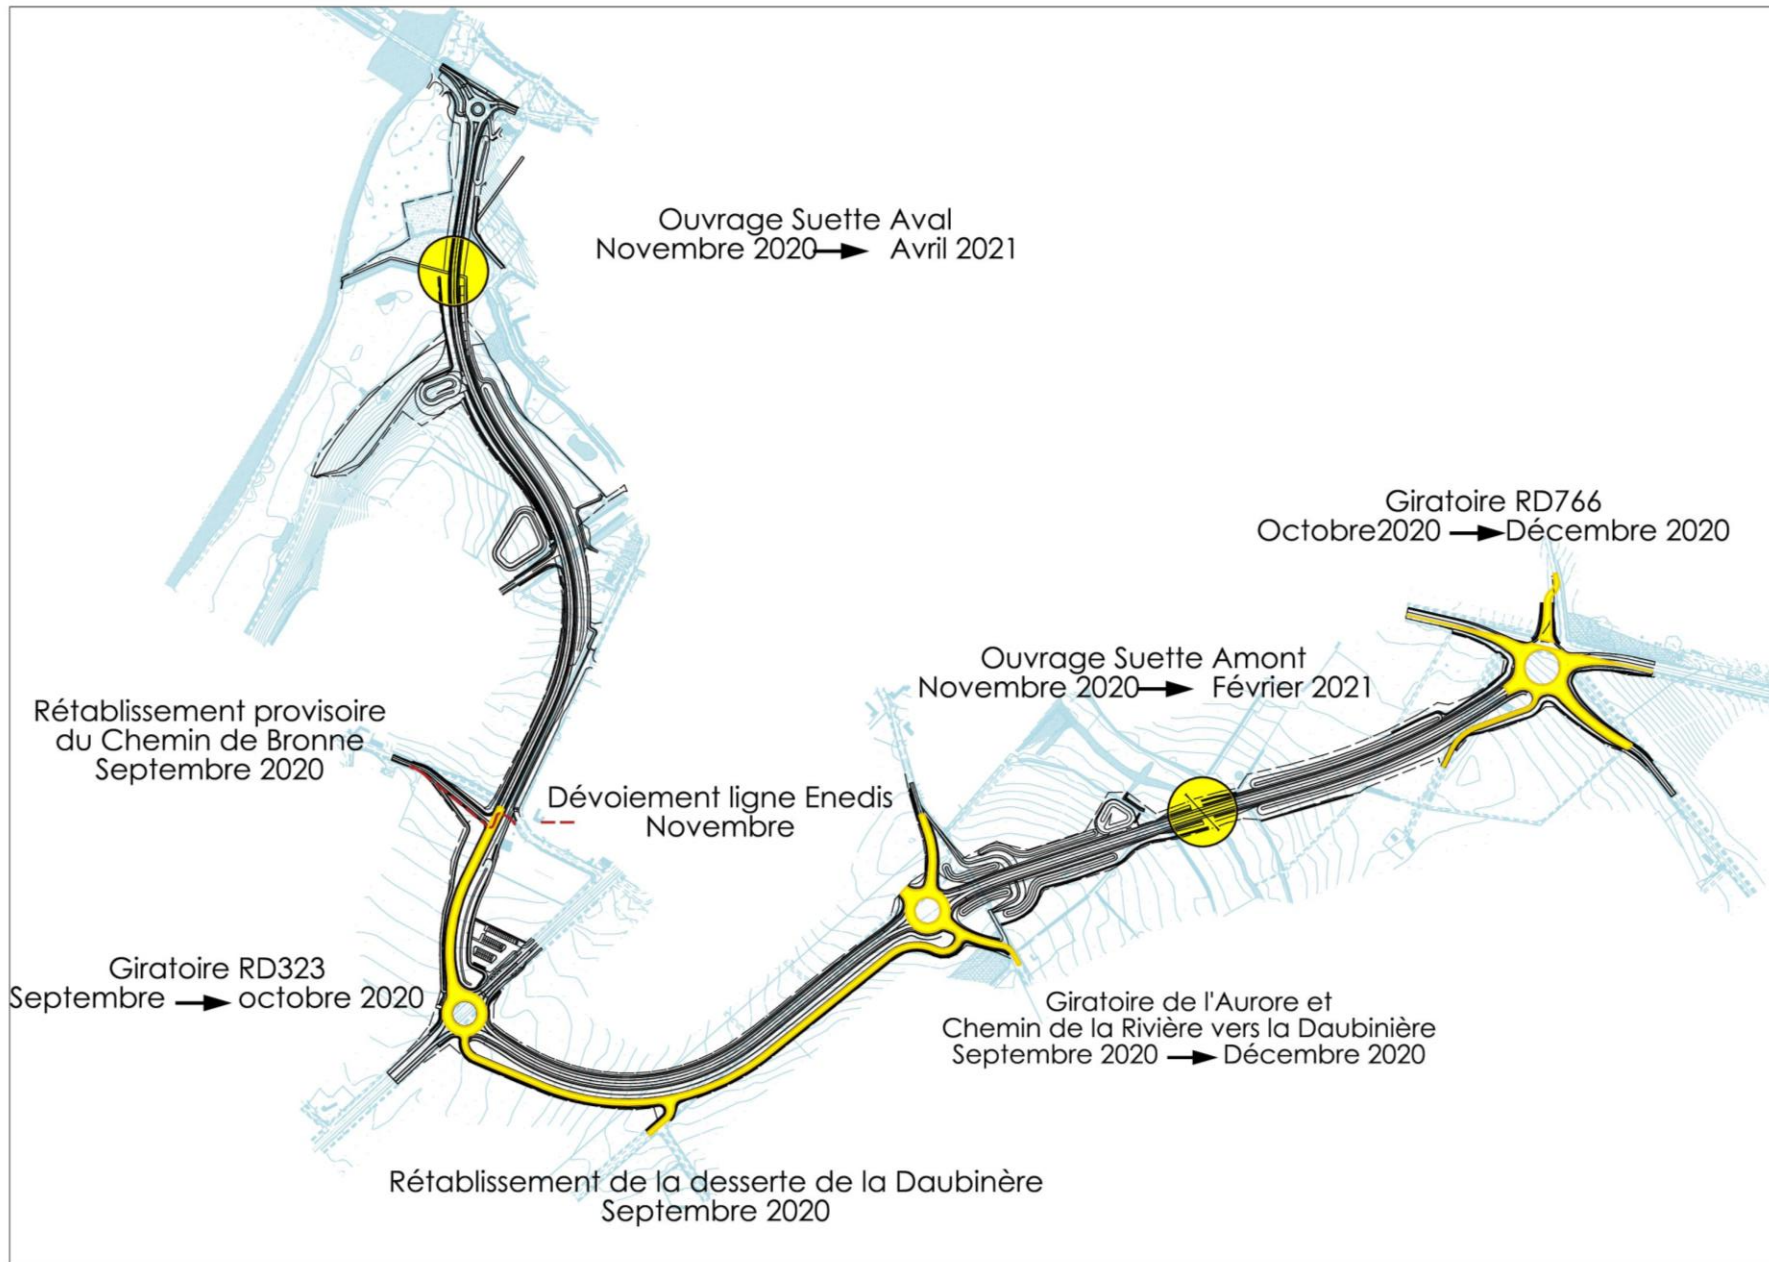 Ouvrage Suette Aval
Novembre 2020 → Avril 2021
Giratoire RD766
Octobre2020 → Décembre 2020
Ouvrage Suette Amont
Novembre 2020 → Février 2021
Rétablissement provisoire
du Chemin de Bronne
Septembre 2020
Dévoiement ligne Enedis
Novembre
Giratoire RD323
Septembre → octobre 2020
Giratoire de l'Aurore et
Chemin de la Rivière vers la Daubinière
Septembre 2020 → Décembre 2020
Rétablissement de la desserte de la Daubinère
Septembre 2020